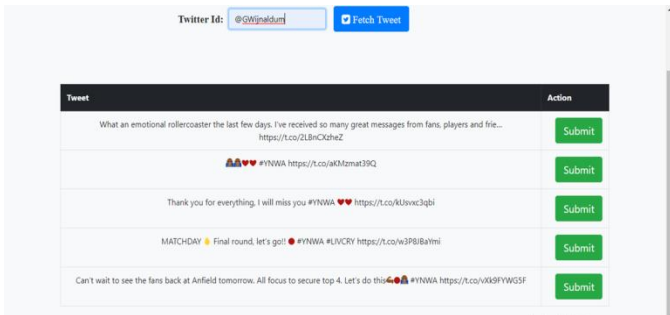 Twitter Id: @GWijnaldum Fetch Tweet
Tweet Action
What an emotional rollercoaster the last few days. I've received so many great messages from fans, players and frie...
https://t.co/2LBnCXzheZ
Submit
#YNWA https://t.co/aKMzmat39Q Submit
Thank you for everything, I will miss you #YNWA ❤❤ https://t.co/kUsvxc3qbi Submit
MATCHDAY Final round, let's go!! 🔴 #YNWA #LIVCRY https://t.co/w3P8J8aYmi Submit
Can't wait to see the fans back at Anfield tomorrow. All focus to secure top 4. Let's do this #YNWA https://t.co/vXk9FYWG5F Submit